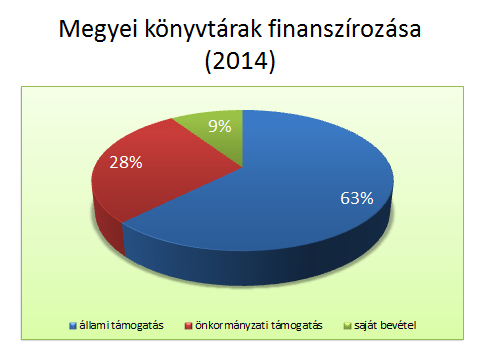 Megyei könyvtárak finanszírozása
(2014)
9%
28%
63%
állami támogatás önkormányzati támogatás saját bevétel